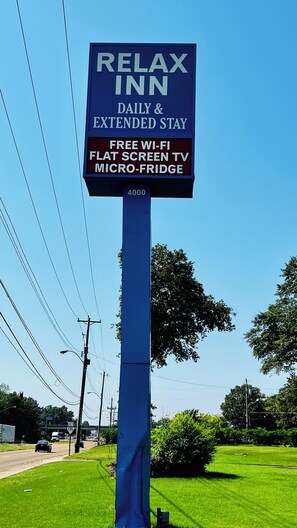 RELAX
INN
DAILY &
EXTENDED STAY
FREE WI-FI
FLAT SCREEN TV
MICRO-FRIDGE
4000